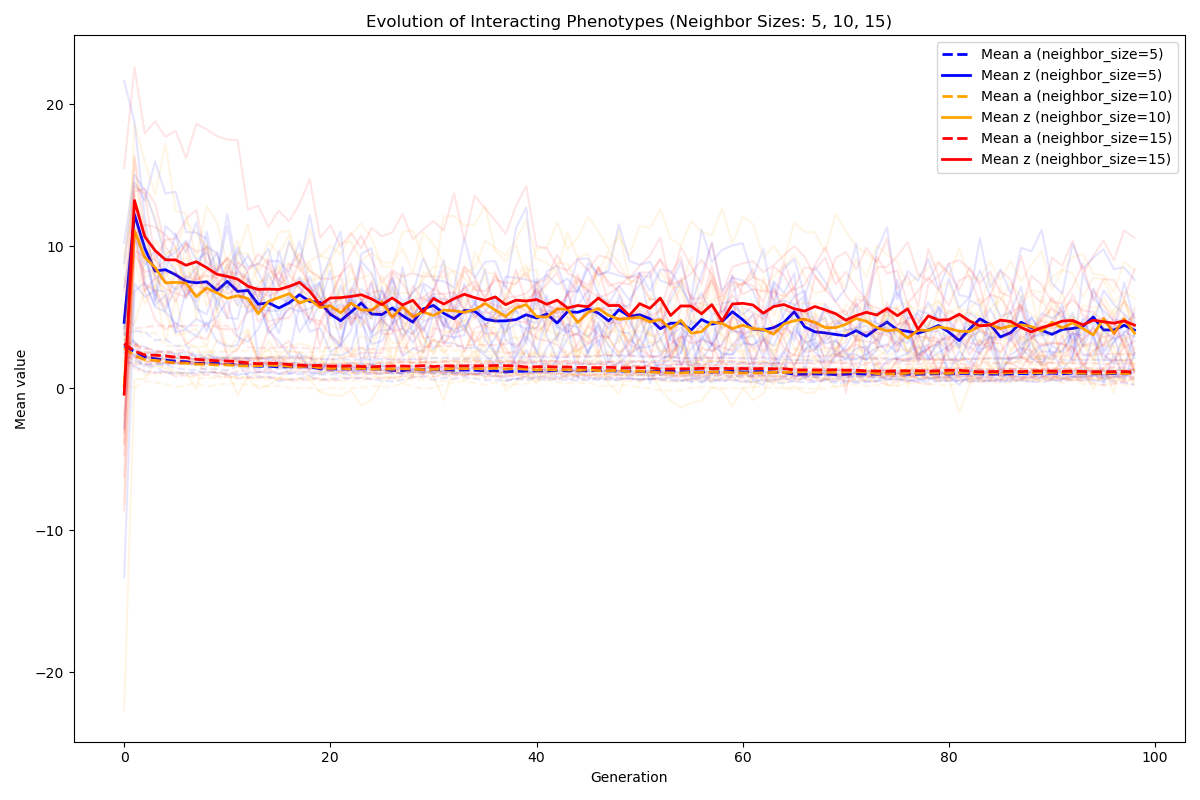 Evolution of Interacting Phenotypes (Neighbor Sizes: 5, 10, 15)
Mean a (neighbor_size=5)
Mean z (neighbor_size=5)
Mean a (neighbor_size=10)
Mean z (neighbor_size=10)
Mean a (neighbor_size=15)
Mean z (neighbor_size=15)
Mean value
20
10
0
−10
−20
0
20
40
60
80
100
Generation